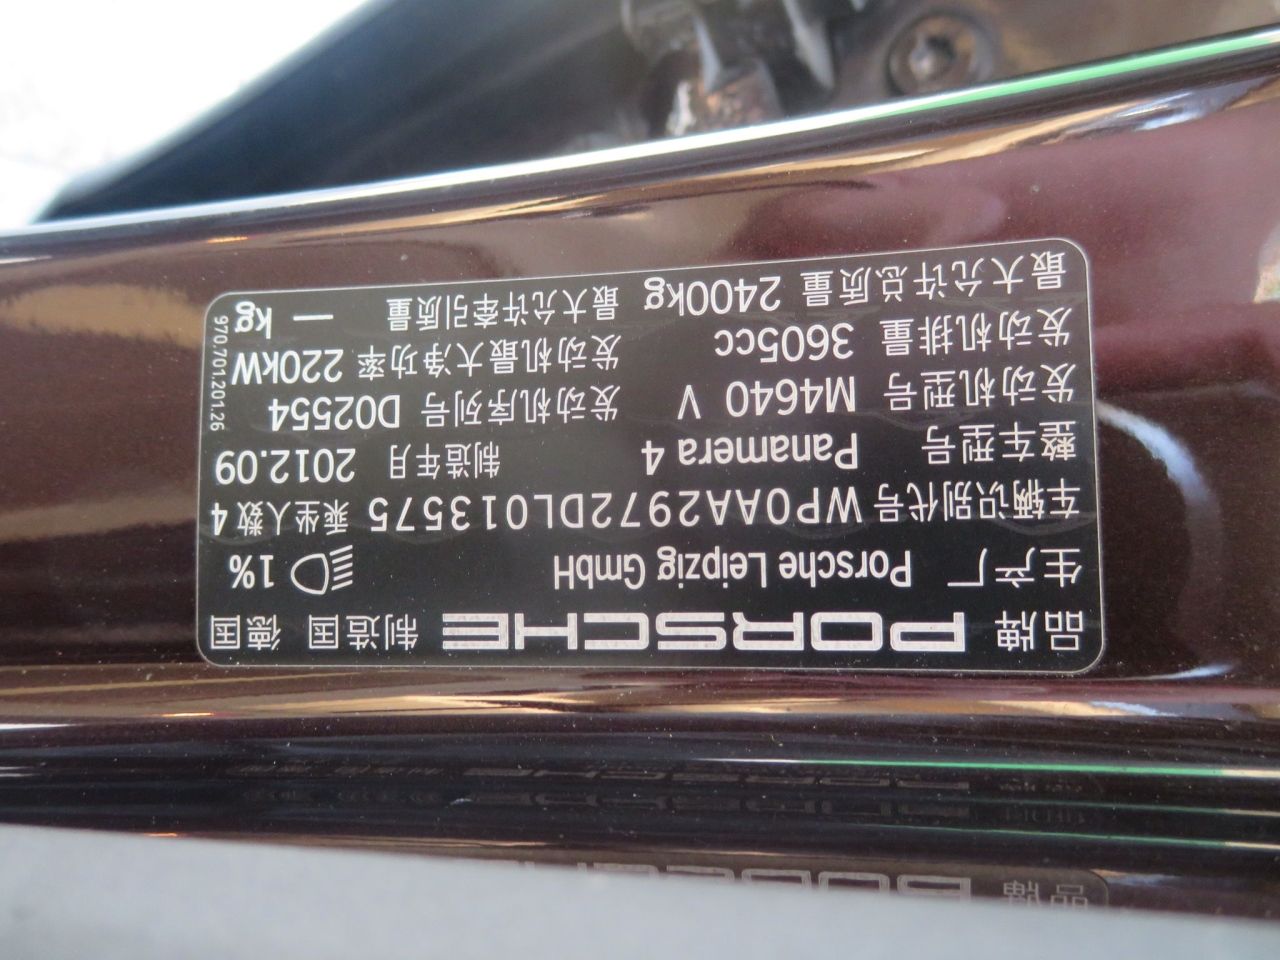 品牌 PORSCHE 制造国 德国
生产厂 Porsche Leipzig GmbH 1%
车辆识别代号 WP0AA2972DL013575 乘坐人数 4
整车型号 Panamera 4 制造年月 2012.09
发动机型号 M4640 V 发动机序列号 D02554
发动机排量 3605cc 发动机最大净功率 220kW
最大允许总质量 2400kg 最大允许牵引质量 — kg
970.701.201.26